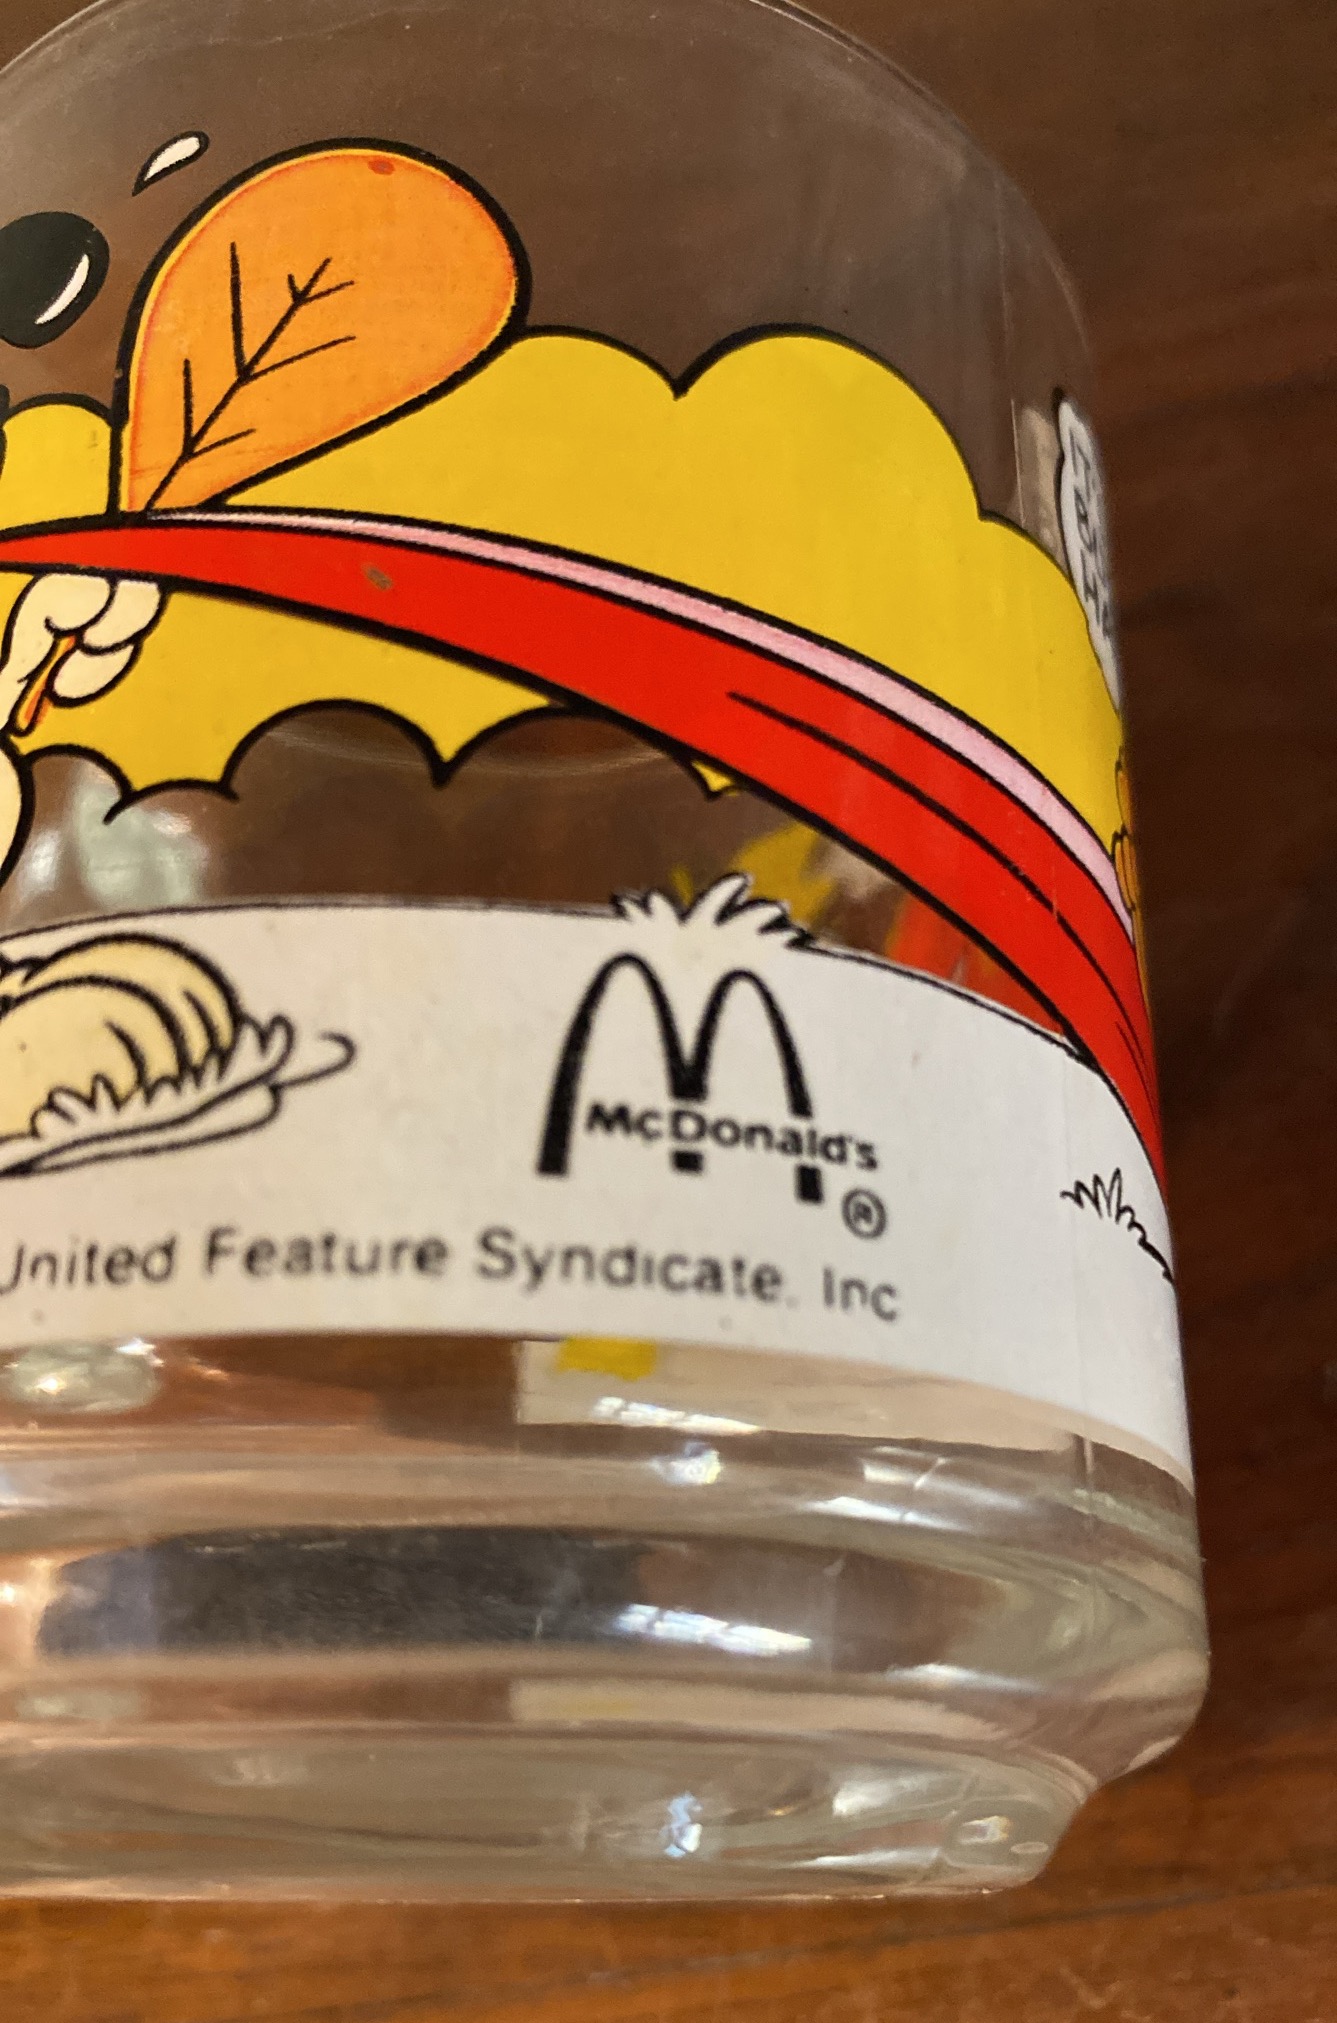 McDonald's
®
United Feature Syndicate, Inc